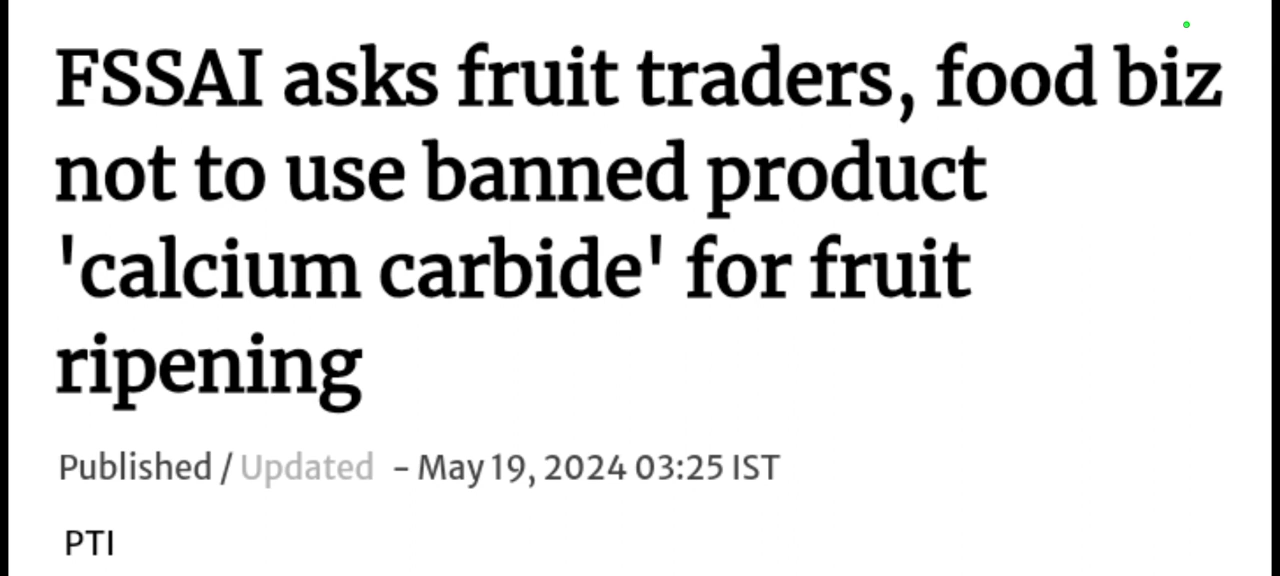 FSSAI asks fruit traders, food biz
not to use banned product
'calcium carbide' for fruit
ripening
Published / Updated - May 19, 2024 03:25 IST
PTI